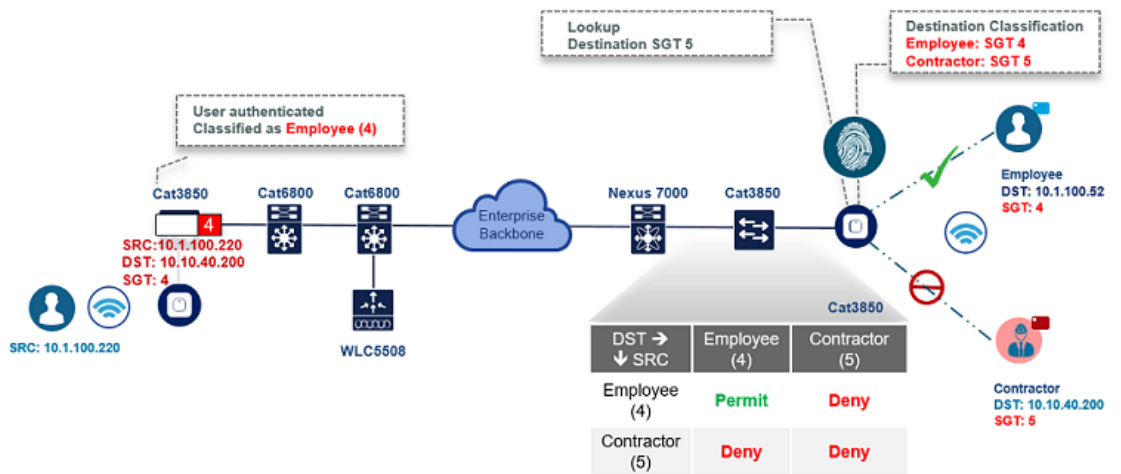 Lookup
Destination SGT 5
Destination Classification
Employee: SGT 4
Contractor: SGT 5
User authenticated
Classified as Employee (4)
Cat3850
Cat6800
Cat6800
Nexus 7000
Cat3850
4
Enterprise
Backbone
SRC:10.1.100.220
DST: 10.10.40.200
SGT: 4
SRC: 10.1.100.220
WLC5508
Employee
DST: 10.1.100.52
SGT: 4
Cat3850
Contractor
DST: 10.10.40.200
SGT: 5
DST → Employee Contractor
↓ SRC (4) (5)
Employee
(4) Permit Deny
Contractor
(5) Deny Deny